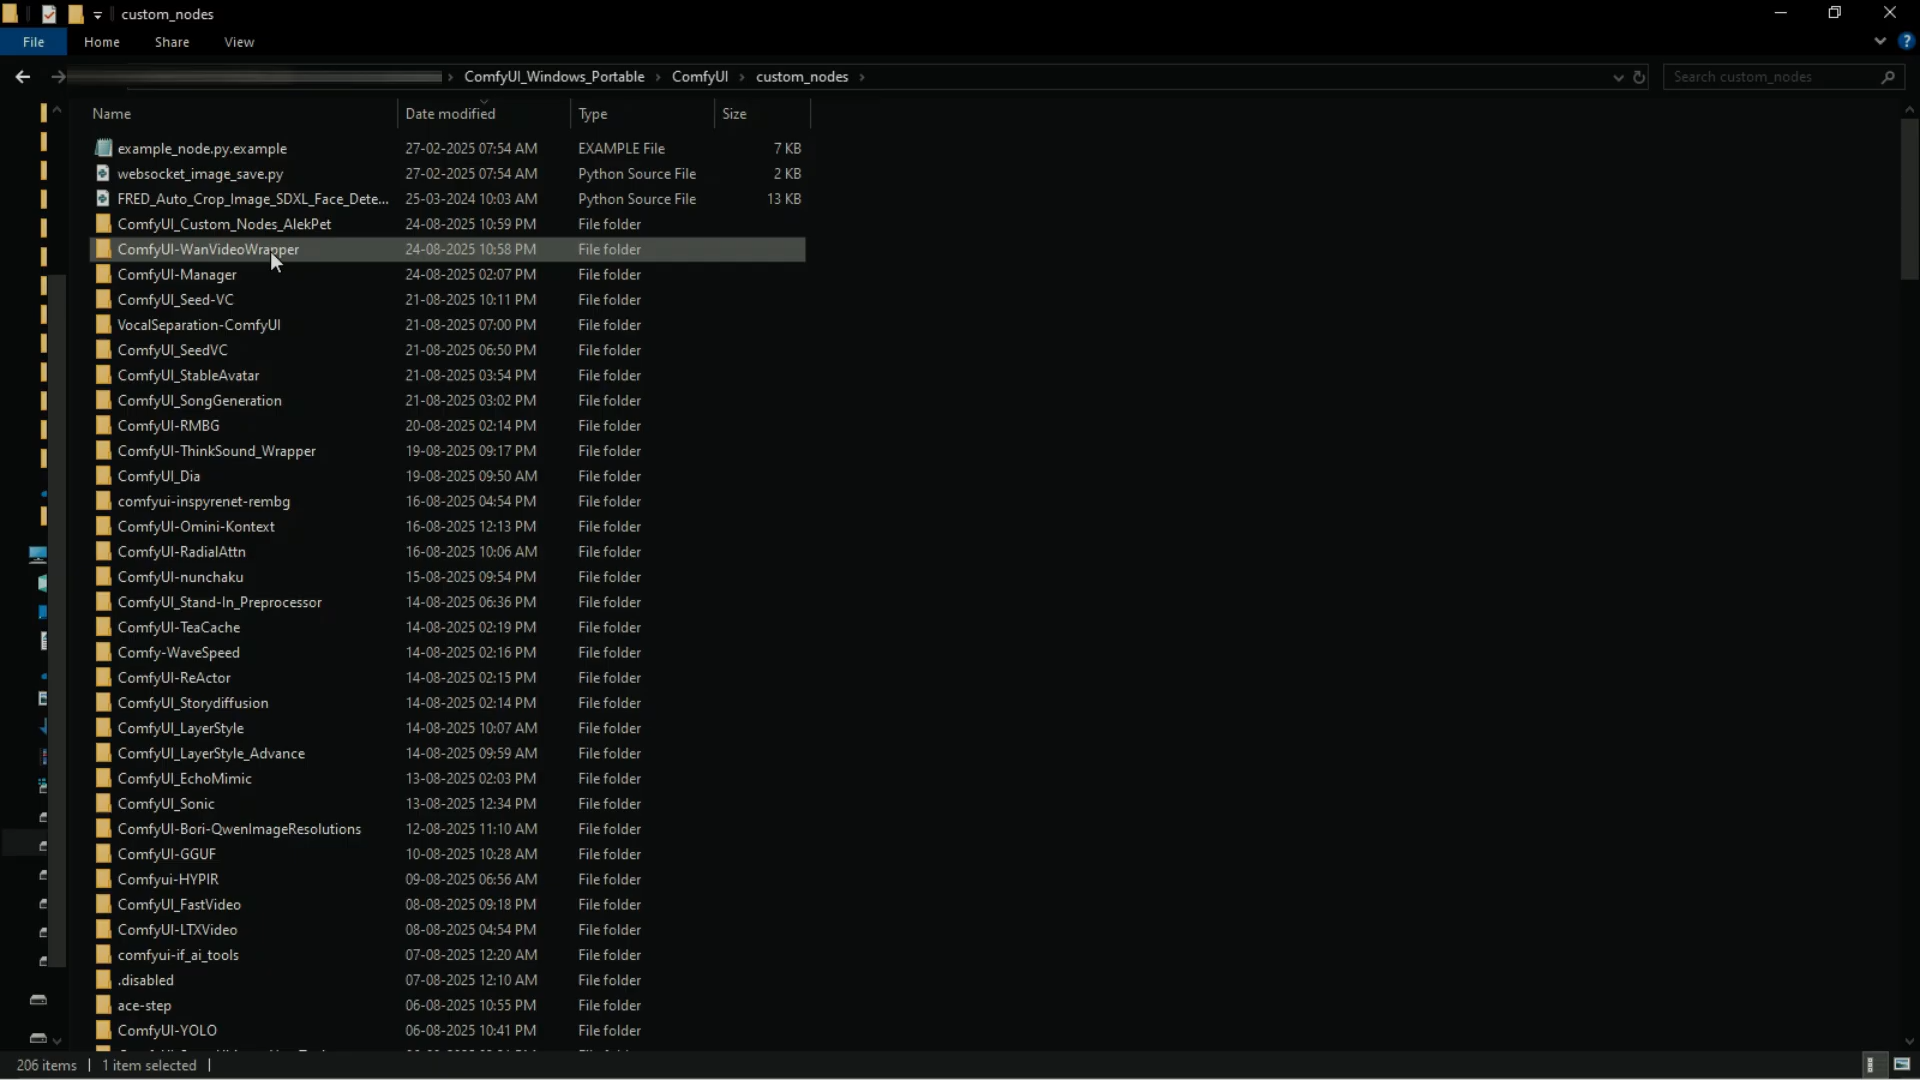 custom_nodes
File Home Share View
ComfyUI_Windows_Portable > ComfyUI > custom_nodes >
Search custom_nodes
Name Date modified Type Size
example_node.py.example 27-02-2025 07:54 AM EXAMPLE File 7 KB
websocket_image_save.py 27-02-2025 07:54 AM Python Source File 2 KB
FRED_Auto_Crop_Image_SDXL_Face_Dete... 25-03-2024 10:03 AM Python Source File 13 KB
ComfyUI_Custom_Nodes_AlekPet 24-08-2025 10:59 PM File folder
ComfyUI-WanVideoWrapper 24-08-2025 10:58 PM File folder
ComfyUI-Manager 24-08-2025 02:07 PM File folder
ComfyUI_Seed-VC 21-08-2025 10:11 PM File folder
VocalSeparation-ComfyUI 21-08-2025 07:00 PM File folder
ComfyUI_SeedVC 21-08-2025 06:50 PM File folder
ComfyUI_StableAvatar 21-08-2025 03:54 PM File folder
ComfyUI_SongGeneration 21-08-2025 03:02 PM File folder
ComfyUI-RMBG 20-08-2025 02:14 PM File folder
ComfyUI-ThinkSound_Wrapper 19-08-2025 09:17 PM File folder
ComfyUI_Dia 19-08-2025 09:50 AM File folder
comfyui-inspyrenet-rembg 16-08-2025 04:54 PM File folder
ComfyUI-Omini-Kontext 16-08-2025 12:13 PM File folder
ComfyUI-RadialAttn 16-08-2025 10:06 AM File folder
ComfyUI-nunchaku 15-08-2025 09:54 PM File folder
ComfyUI_Stand-In_Preprocessor 14-08-2025 06:36 PM File folder
ComfyUI-TeaCache 14-08-2025 02:19 PM File folder
Comfy-WaveSpeed 14-08-2025 02:16 PM File folder
ComfyUI-ReActor 14-08-2025 02:15 PM File folder
ComfyUI_Storydiffusion 14-08-2025 02:14 PM File folder
ComfyUI_LayerStyle 14-08-2025 10:07 AM File folder
ComfyUI_LayerStyle_Advance 14-08-2025 09:59 AM File folder
ComfyUI_EchoMimic 13-08-2025 02:03 PM File folder
ComfyUI_Sonic 13-08-2025 12:34 PM File folder
ComfyUI-Bori-QwenImageResolutions 12-08-2025 11:10 AM File folder
ComfyUI-GGUF 10-08-2025 10:28 AM File folder
Comfyui-HYPIR 09-08-2025 06:56 AM File folder
ComfyUI_FastVideo 08-08-2025 09:18 PM File folder
ComfyUI-LTXVideo 08-08-2025 04:54 PM File folder
comfyui-if_ai_tools 07-08-2025 12:20 AM File folder
.disabled 07-08-2025 12:10 AM File folder
ace-step 06-08-2025 10:55 PM File folder
ComfyUI-YOLO 06-08-2025 10:41 PM File folder
206 items | 1 item selected |